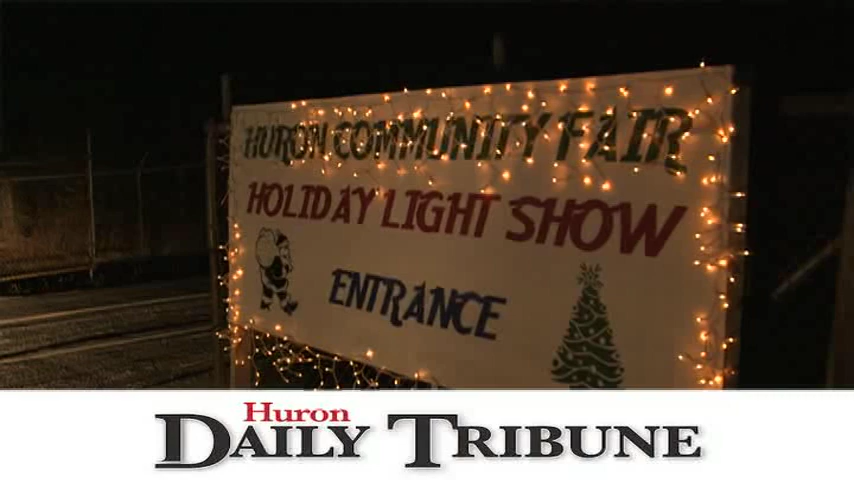 HURON COMMUNITY FAIR
HOLIDAY LIGHT SHOW
ENTRANCE
Huron
DAILY TRIBUNE